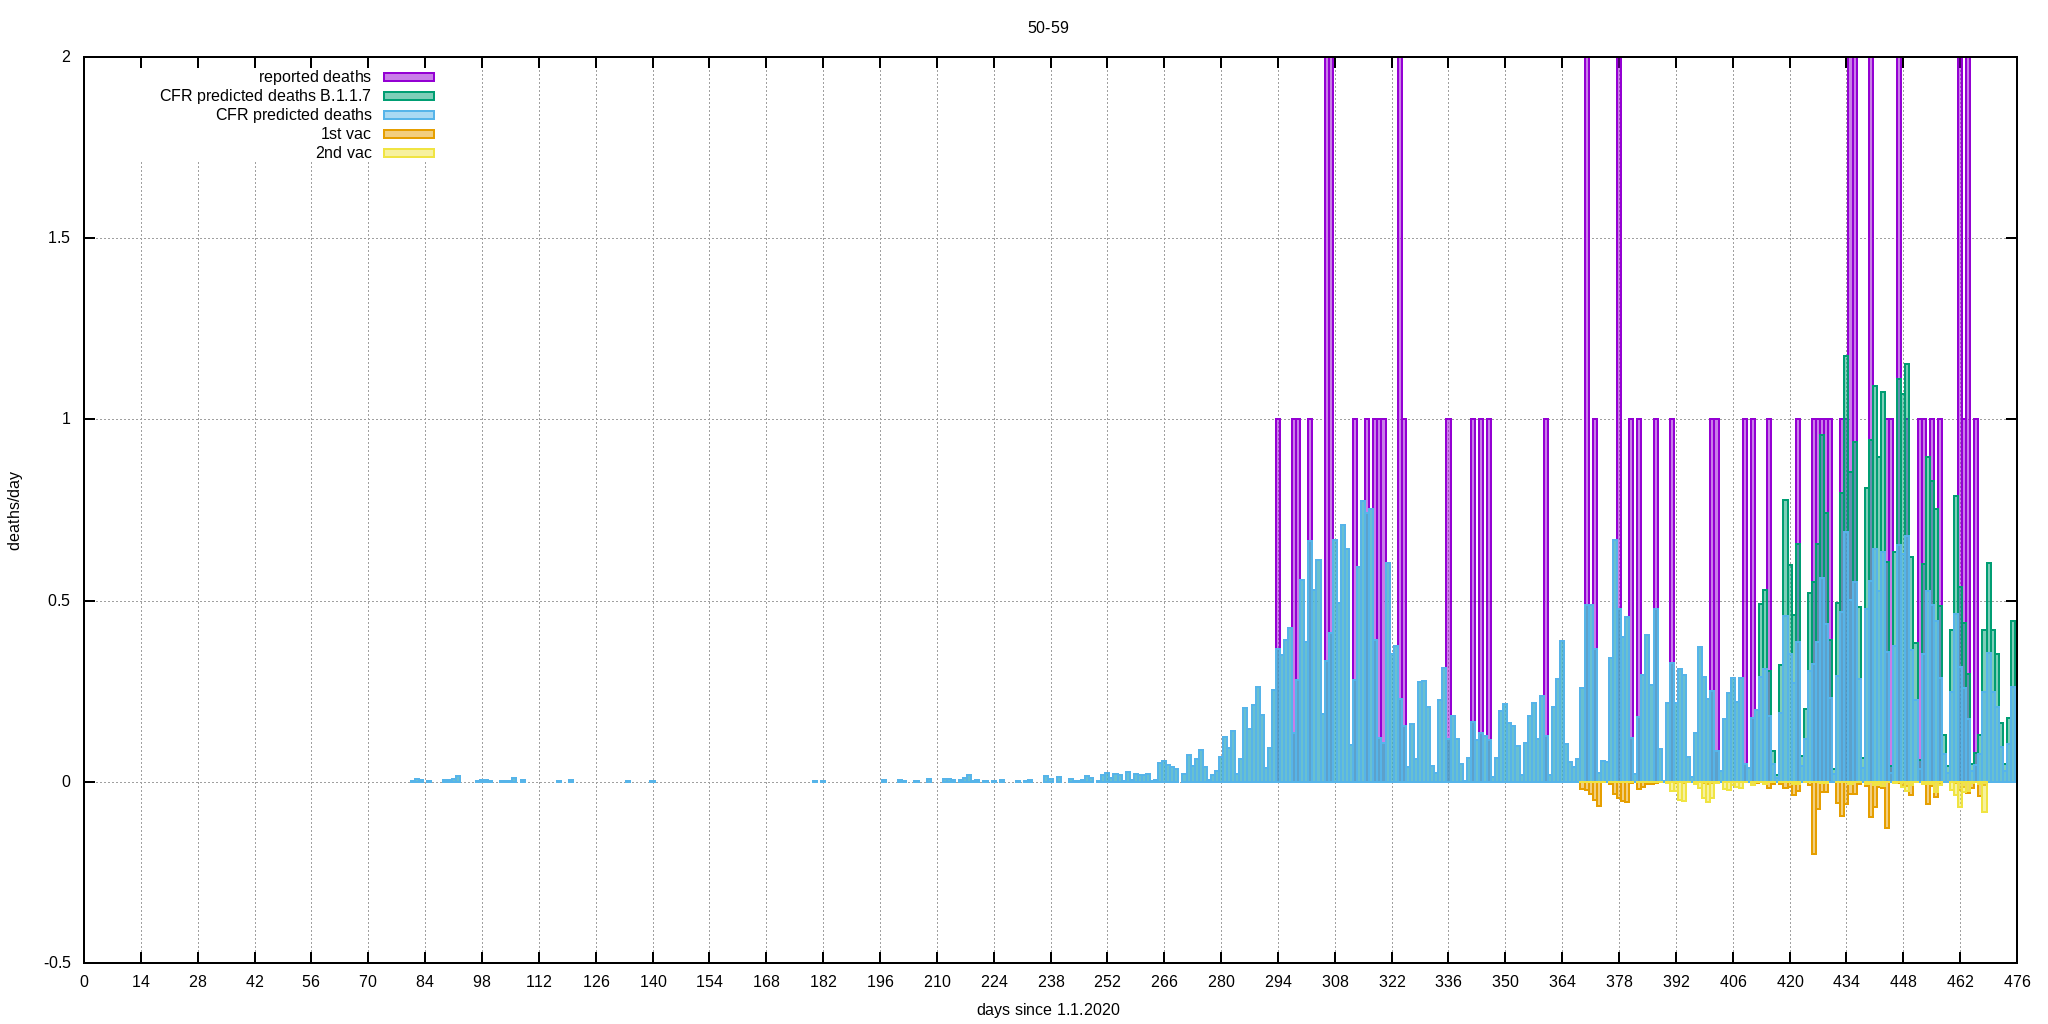 50-59
reported deaths
CFR predicted deaths B.1.1.7
CFR predicted deaths
1st vac
2nd vac
2
1.5
1
0.5
0
-0.5
deaths/day
0 14 28 42 56 70 84 98 112 126 140 154 168 182 196 210 224 238 252 266 280 294 308 322 336 350 364 378 392 406 420 434 448 462 476
days since 1.1.2020